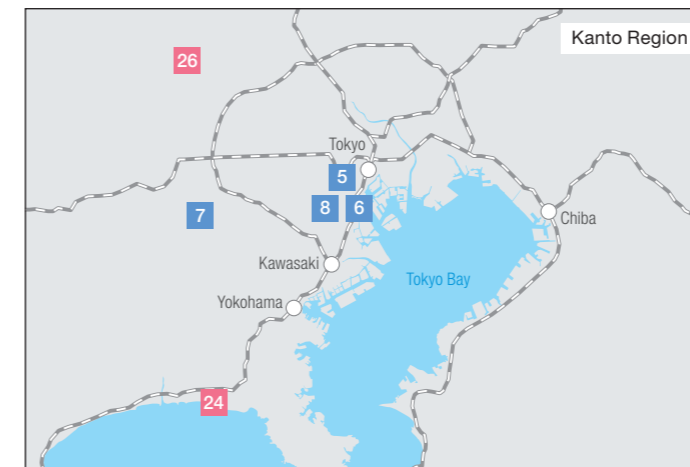 Kanto Region
26
Tokyo
5
8 6
7
Chiba
Kawasaki
Tokyo Bay
Yokohama
24